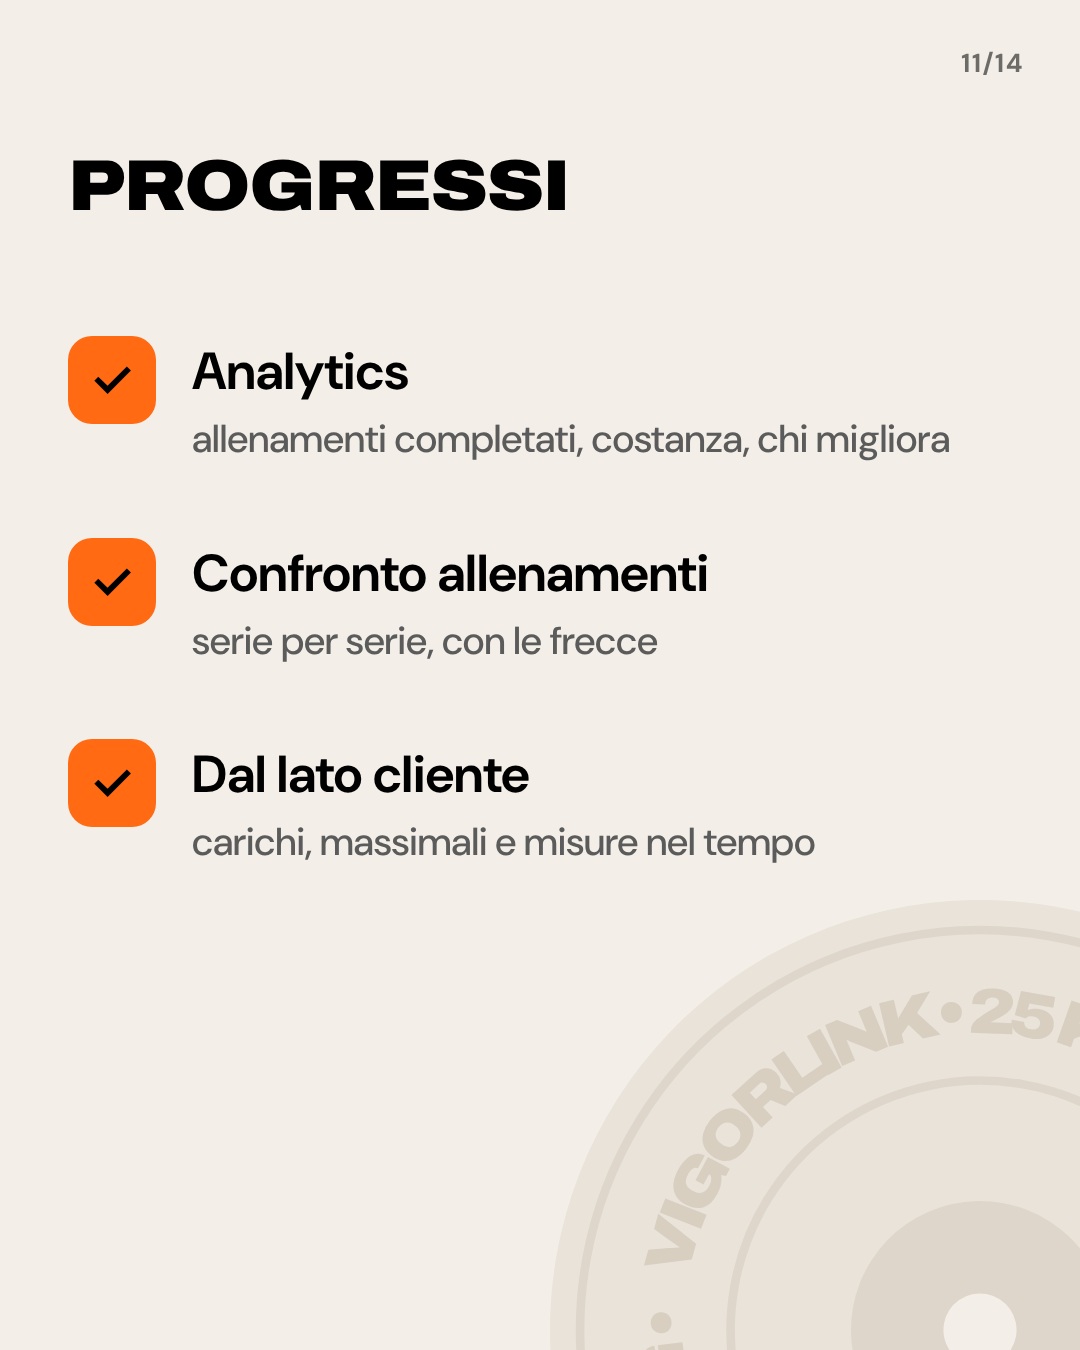 11/14
PROGRESSI
Analytics
allenamenti completati, costanza, chi migliora
Confronto allenamenti
serie per serie, con le frecce
Dal lato cliente
carichi, massimali e misure nel tempo
VIGORLINK • 25